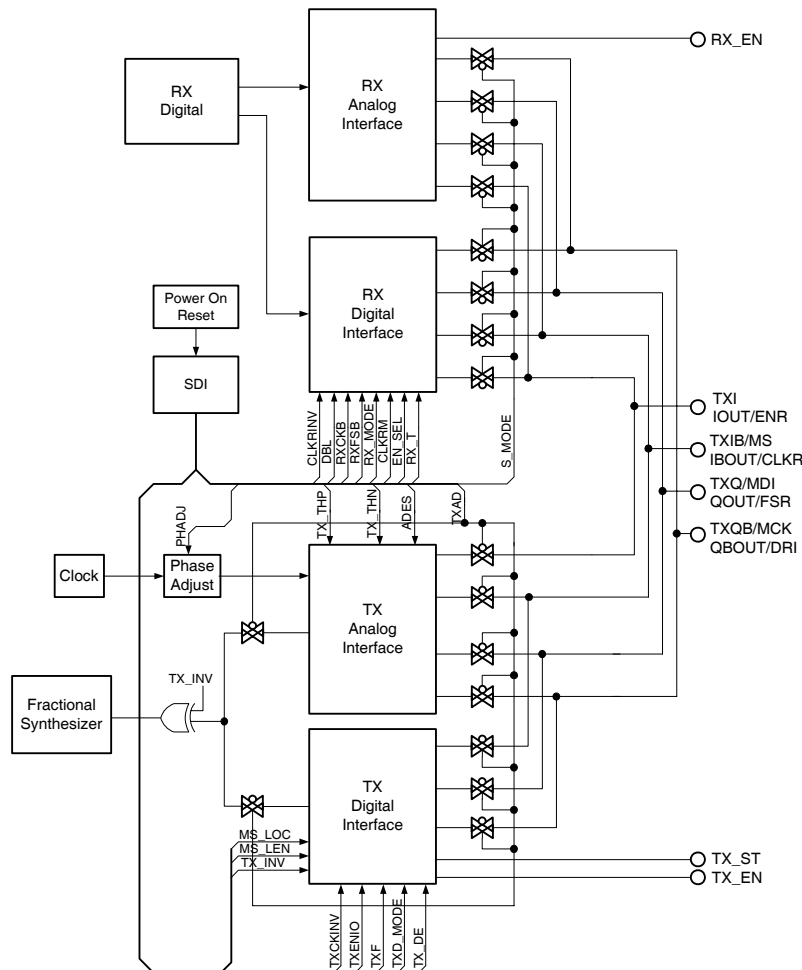 RX_EN
RX
Digital
RX
Analog
Interface
RX
Digital
Interface
Power On
Reset
SDI
CLKRINV
DBL
RXCKB
RXFSB
RX_MODE
CLKRM
EN_SEL
RX_T
S_MODE
TXI
IOUT/ENR
TXIB/MS
IBOUT/CLKR
TXQ/MDI
QOUT/FSR
TXQB/MCK
QBOUT/DRI
PHADJ
TX_THP
TX_THN
ADES
TXAD
Clock
Phase
Adjust
TX
Analog
Interface
TX_INV
Fractional
Synthesizer
TX
Digital
Interface
MS_LOC
MS_LEN
TX_INV
TX_ST
TX_EN
TXCKINV
TXENIO
TXF
TXD_MODE
TX_DE